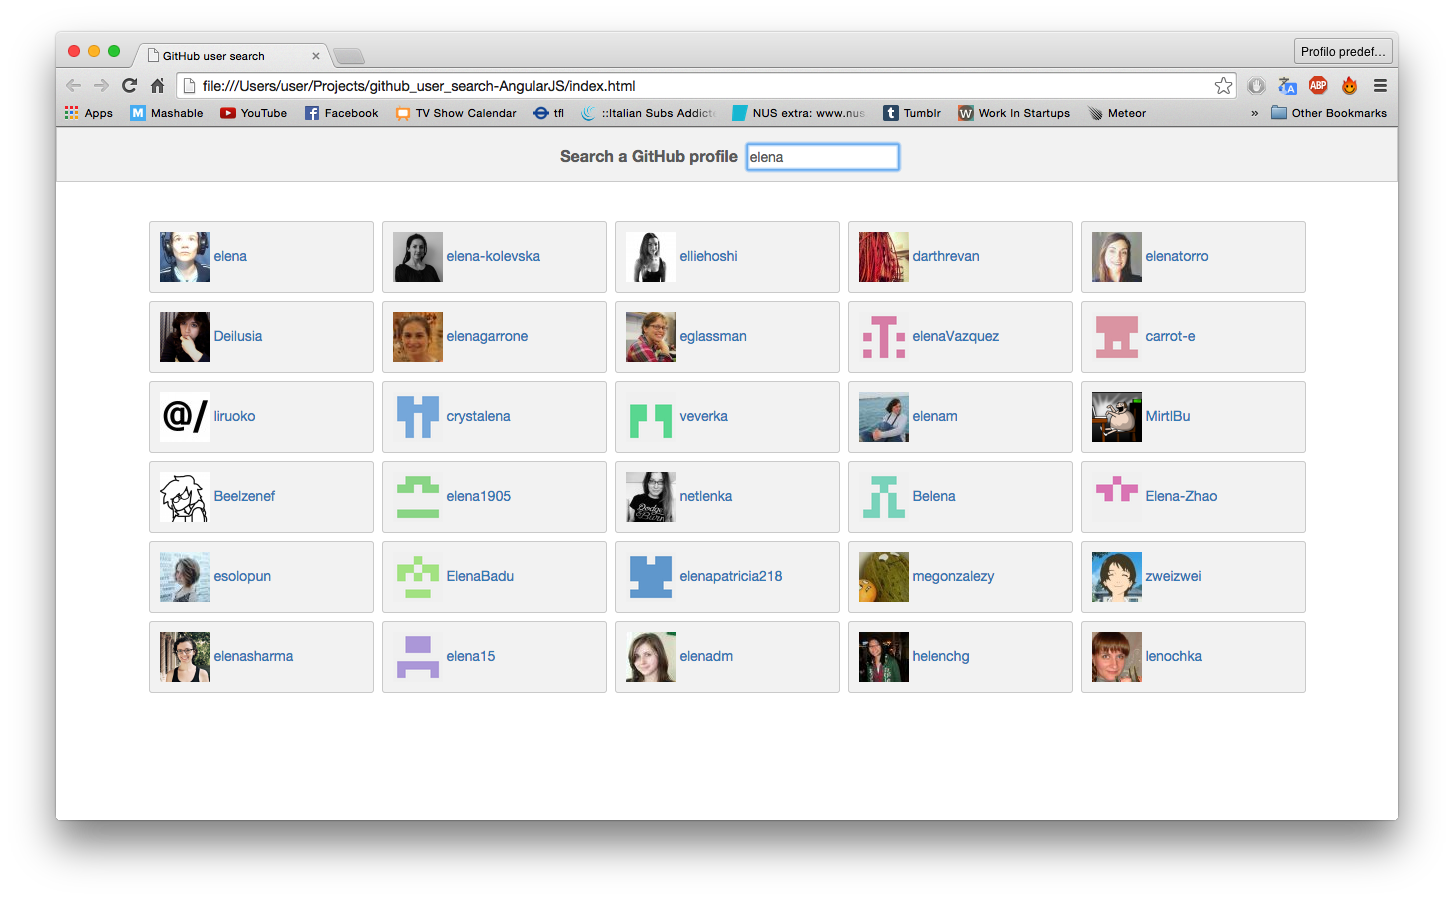 GitHub user search
Profilo predef...
file:///Users/user/Projects/github_user_search-AngularJS/index.html
ABP
Apps M Mashable YouTube Facebook TV Show Calendar tfl ::Italian Subs Addict NUS extra: www.nus. t Tumblr W Work In Startups Meteor » Other Bookmarks
Search a GitHub profile elena
elena elena-kolevska elliehoshi darthrevan elenatorro
Deilusia elenagarrone eglassman elenaVazquez carrot-e
@/ liruoko crystalena veverka elenam MirtlBu
Beelzenef elena1905 netlenka Belena Elena-Zhao
esolopun ElenaBadu elenapatricia218 megonzalezy zweizwei
elenasharma elena15 elenadm helenchg lenochka